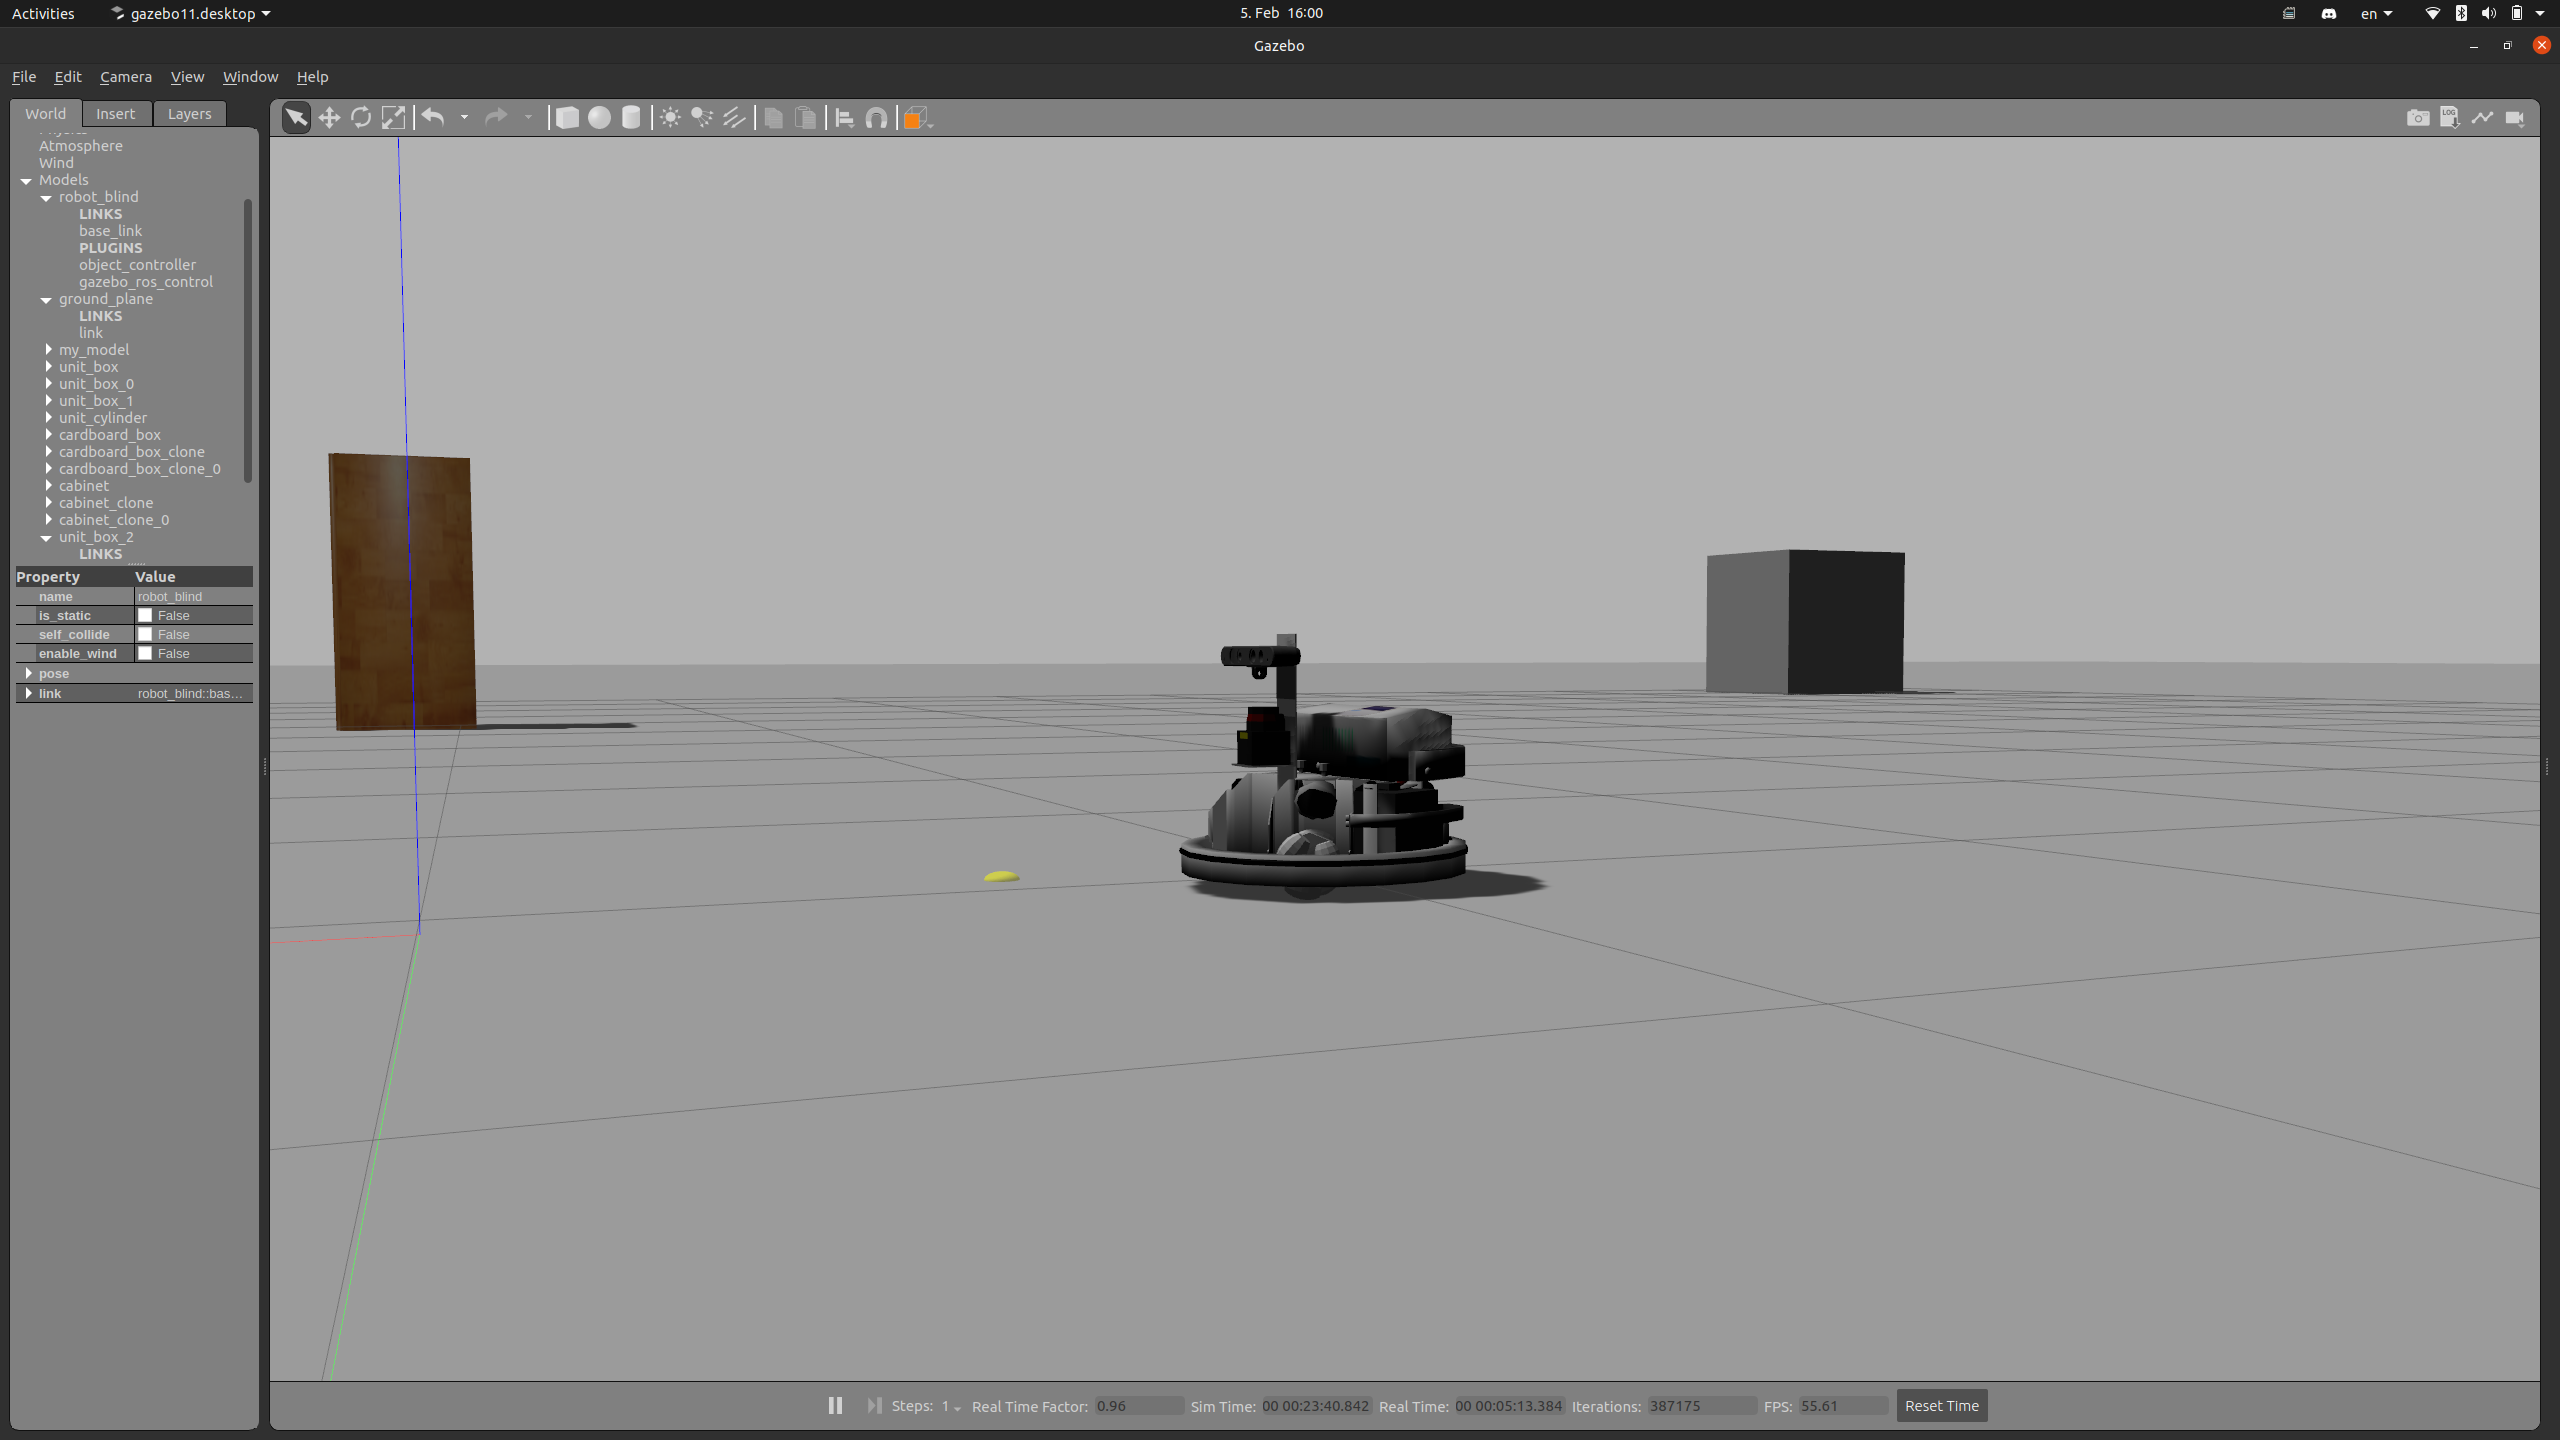 Activities gazebo11.desktop 5. Feb 16:00 en
Gazebo
File Edit Camera View Window Help
World Insert Layers
LOG
Physics
Atmosphere
Wind
Models
robot_blind
LINKS
base_link
PLUGINS
object_controller
gazebo_ros_control
ground_plane
LINKS
link
my_model
unit_box
unit_box_0
unit_box_1
unit_cylinder
cardboard_box
cardboard_box_clone
cardboard_box_clone_0
cabinet
cabinet_clone
cabinet_clone_0
unit_box_2
LINKS
Property Value
name robot_blind
is_static False
self_collide False
enable_wind False
pose
link robot_blind::bas...
Steps: 1 Real Time Factor: 0.96 Sim Time: 00 00:23:40.842 Real Time: 00 00:05:13.384 Iterations: 387175 FPS: 55.61 Reset Time